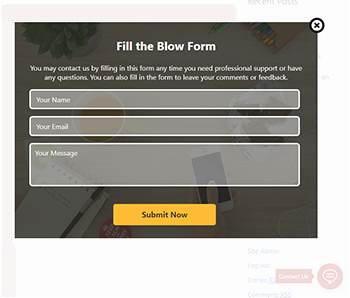 Recent Posts
Fill the Blow Form
You may contact us by filling in this form any time you need professional support or have
any questions. You can also fill in the form to leave your comments or feedback.
Your Name
Your Email
Your Message
Submit Now
Site Admin
Log out
Entries RSS
Comments RSS
Contact Us